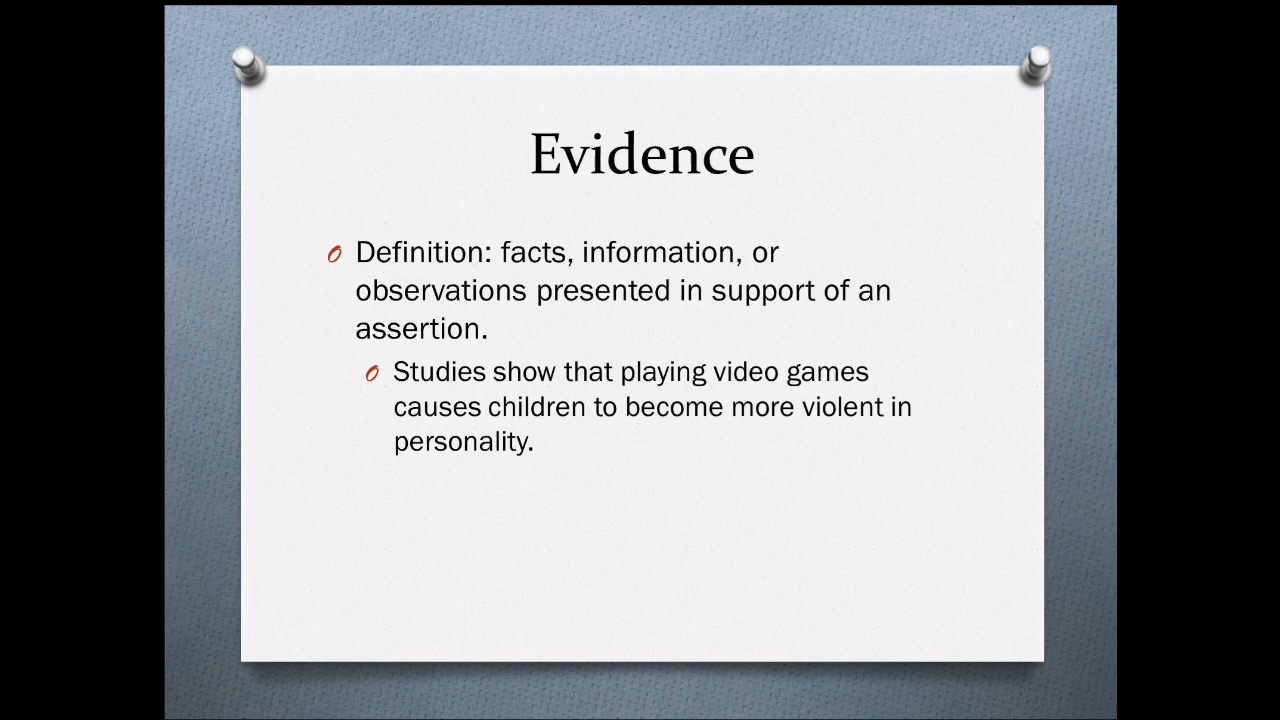 Evidence
Definition: facts, information, or
observations presented in support of an
assertion.
Studies show that playing video games
causes children to become more violent in
personality.